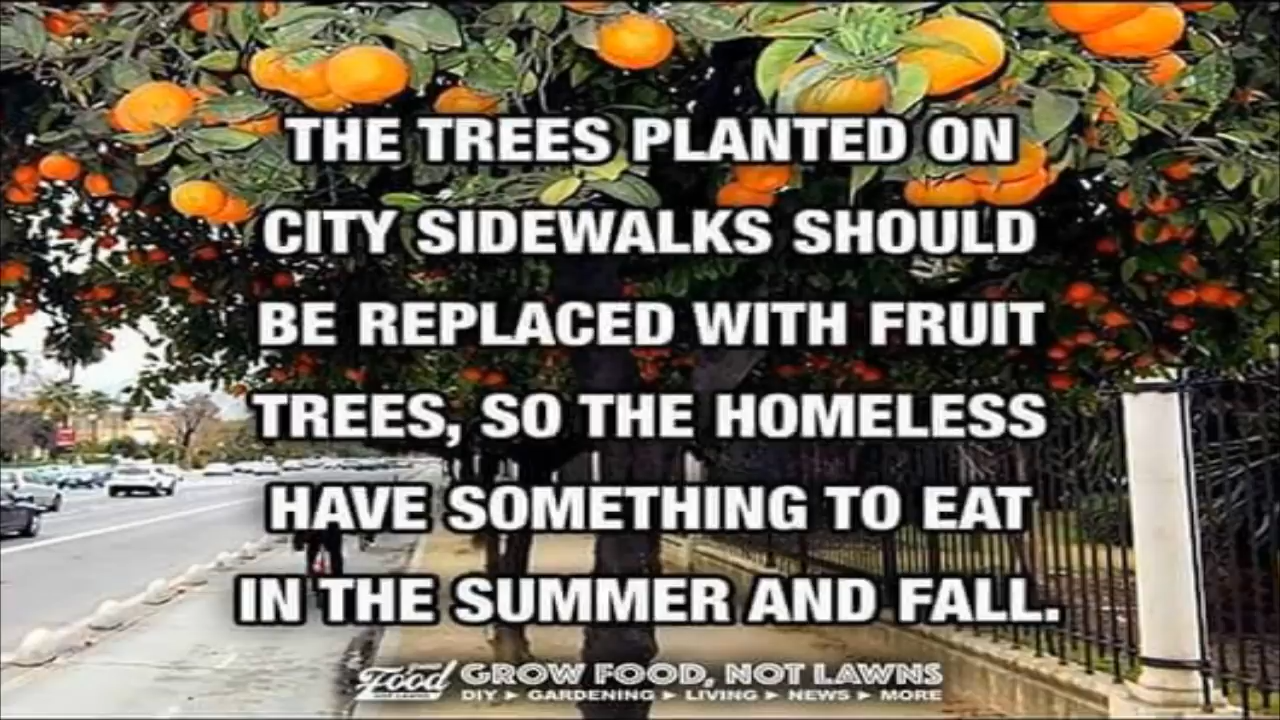 THE TREES PLANTED ON
CITY SIDEWALKS SHOULD
BE REPLACED WITH FRUIT
TREES, SO THE HOMELESS
HAVE SOMETHING TO EAT
IN THE SUMMER AND FALL.
Food GROW FOOD, NOT LAWNS
DIY ► GARDENING ► LIVING ► NEWS ► MORE